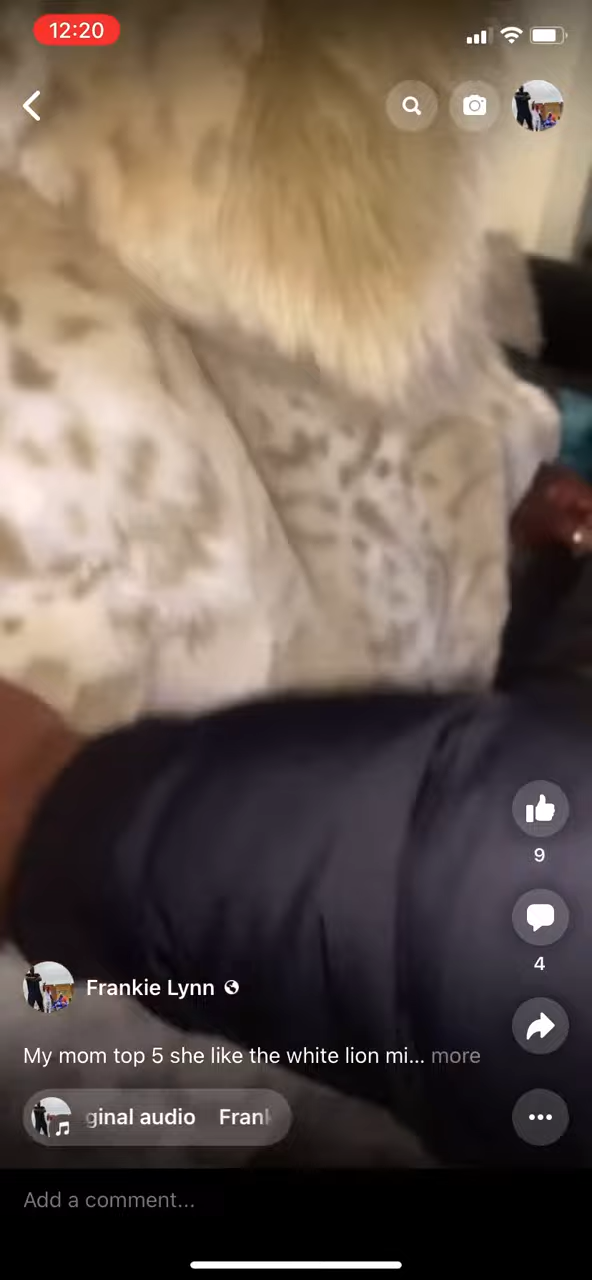 12:20
9
4
Frankie Lynn
My mom top 5 she like the white lion mi... more
ginal audio Frank
Add a comment...